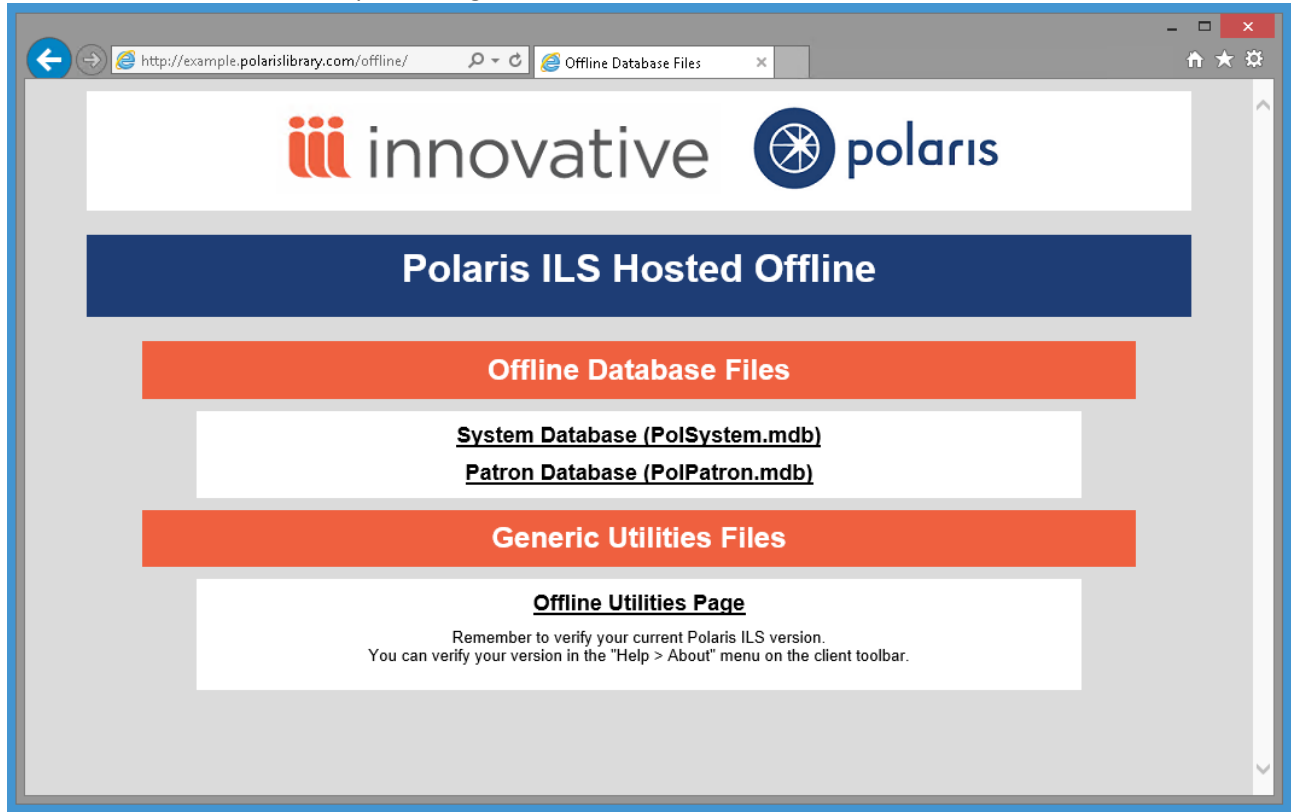 http://example.polarislibrary.com/offline/
Offline Database Files
iii innovative
polaris
Polaris ILS Hosted Offline
Offline Database Files
System Database (PolSystem.mdb)
Patron Database (PolPatron.mdb)
Generic Utilities Files
Offline Utilities Page
Remember to verify your current Polaris ILS version.
You can verify your version in the "Help > About" menu on the client toolbar.